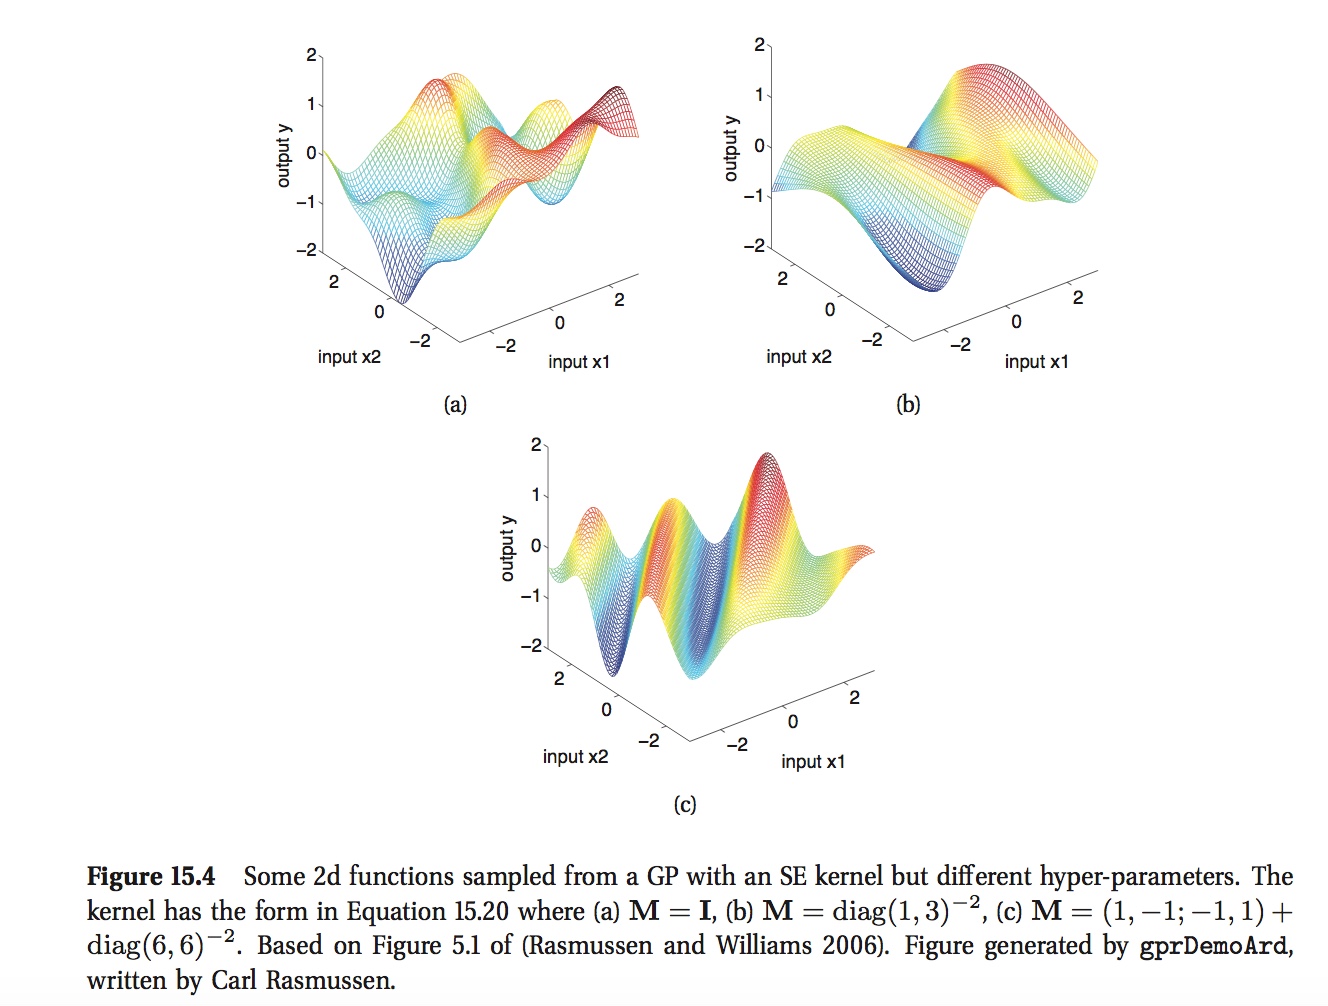 2
1
0
−1
−2
output y
2
0
−2
input x2
−2
0
2
input x1
(a)
2
1
0
−1
−2
output y
2
0
−2
input x2
−2
0
2
input x1
(b)
2
1
0
−1
−2
output y
2
0
−2
input x2
−2
0
2
input x1
(c)
Figure 15.4 Some 2d functions sampled from a GP with an SE kernel but different hyper-parameters. The
kernel has the form in Equation 15.20 where (a) M = I, (b) M = diag(1, 3)⁻², (c) M = (1, −1; −1, 1) +
diag(6, 6)⁻². Based on Figure 5.1 of (Rasmussen and Williams 2006). Figure generated by gprDemoArd,
written by Carl Rasmussen.